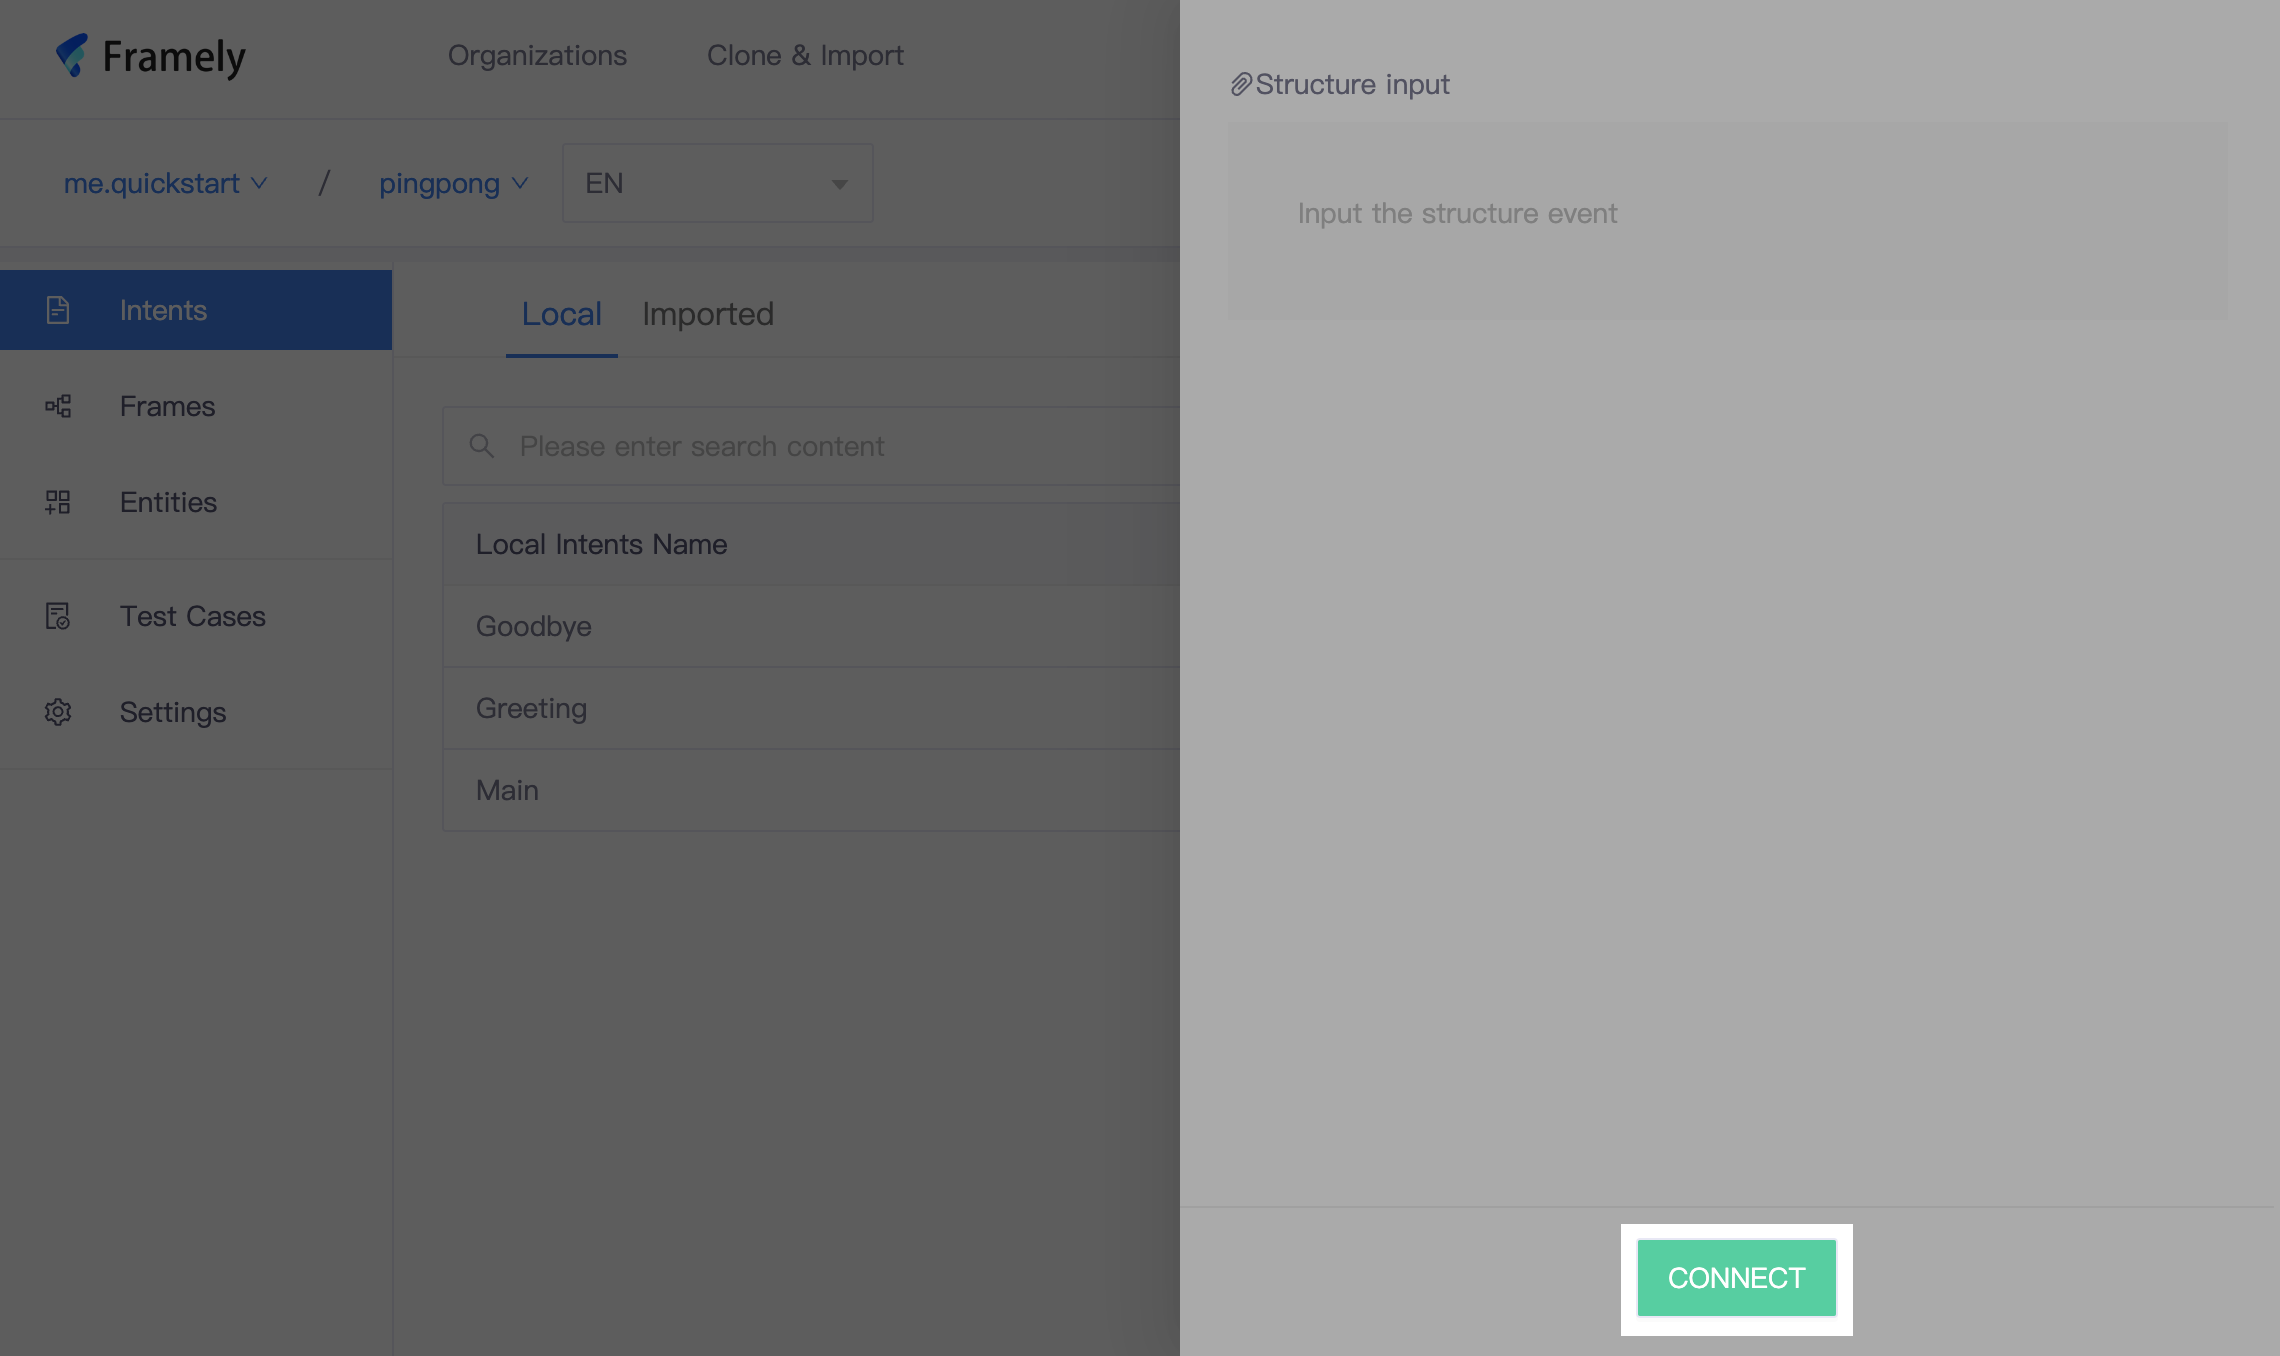 Framely
Organizations
Clone & Import
me.quickstart
/
pingpong
EN
Intents
Frames
Entities
Test Cases
Settings
Local
Imported
Please enter search content
Local Intents Name
Goodbye
Greeting
Main
Structure input
Input the structure event
CONNECT